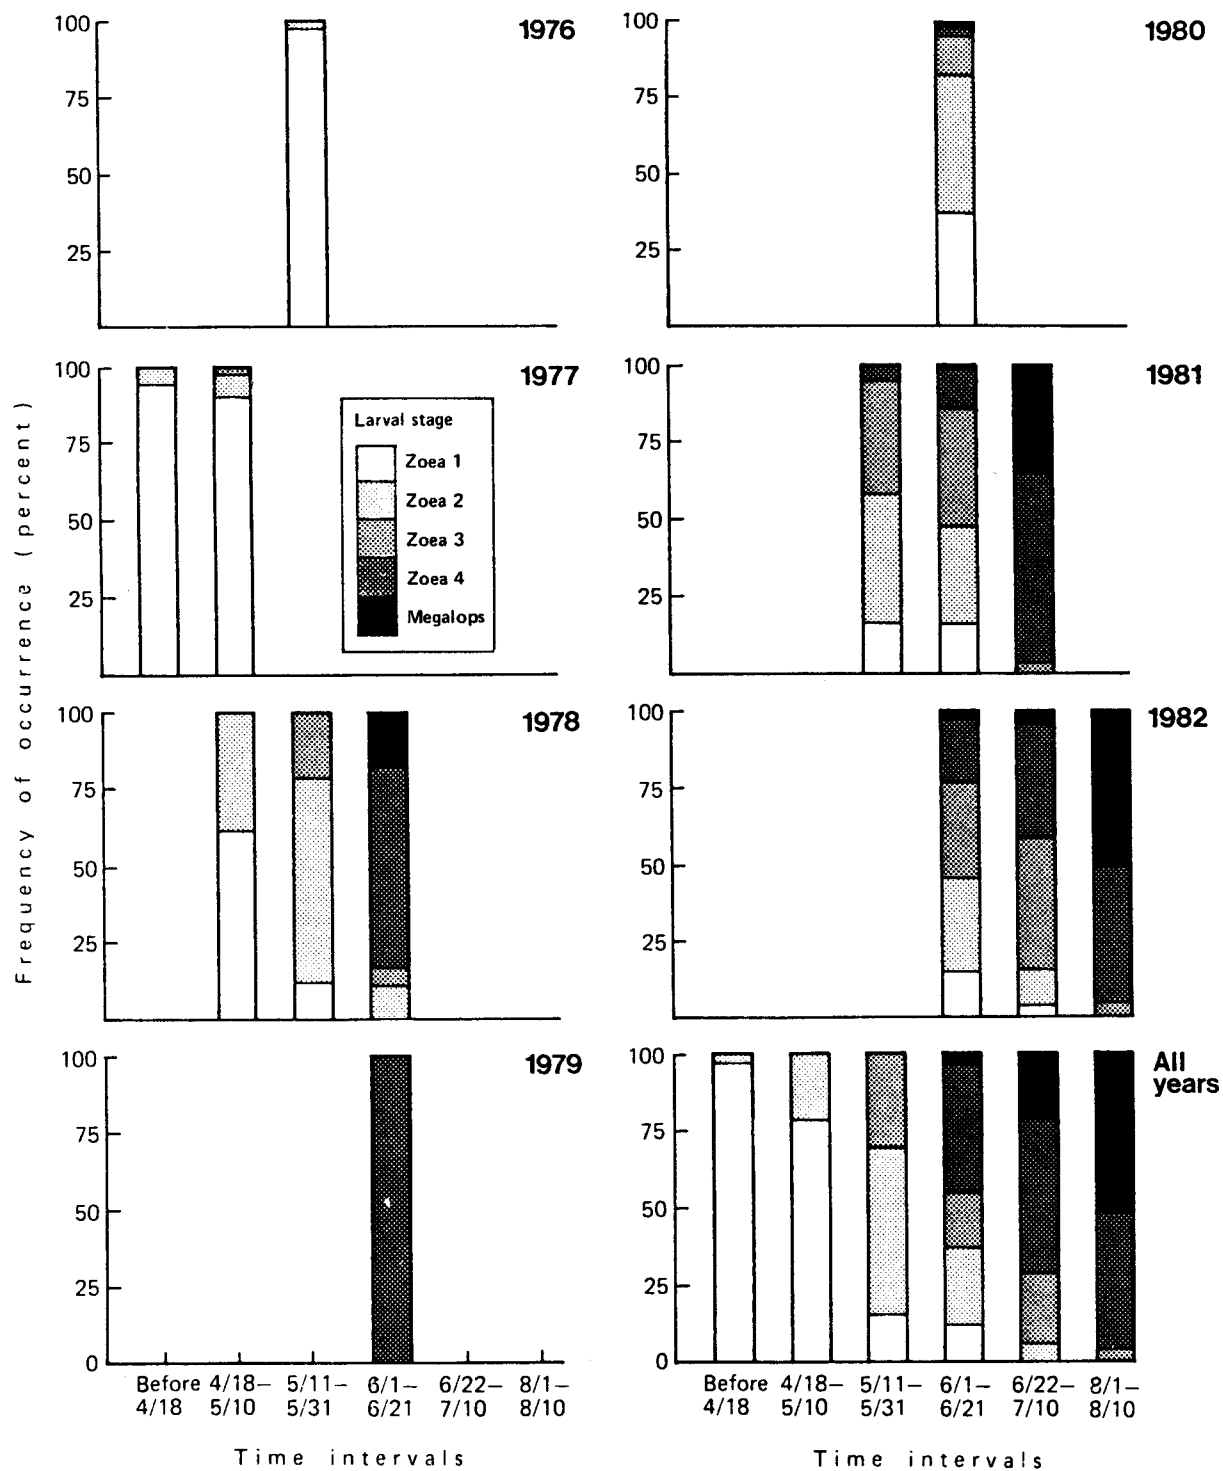 100
75
50
25
1976
100
75
50
25
1980
100
75
50
25
1977
Larval stage
Zoea 1
Zoea 2
Zoea 3
Zoea 4
Megalops
100
75
50
25
1981
100
75
50
25
1978
100
75
50
25
1982
100
75
50
25
0
1979
100
75
50
25
0
All
years
Frequency of occurrence (percent)
Before 4/18– 5/11– 6/1– 6/22– 8/1–
4/18 5/10 5/31 6/21 7/10 8/10
Time intervals
Before 4/18– 5/11– 6/1– 6/22– 8/1–
4/18 5/10 5/31 6/21 7/10 8/10
Time intervals